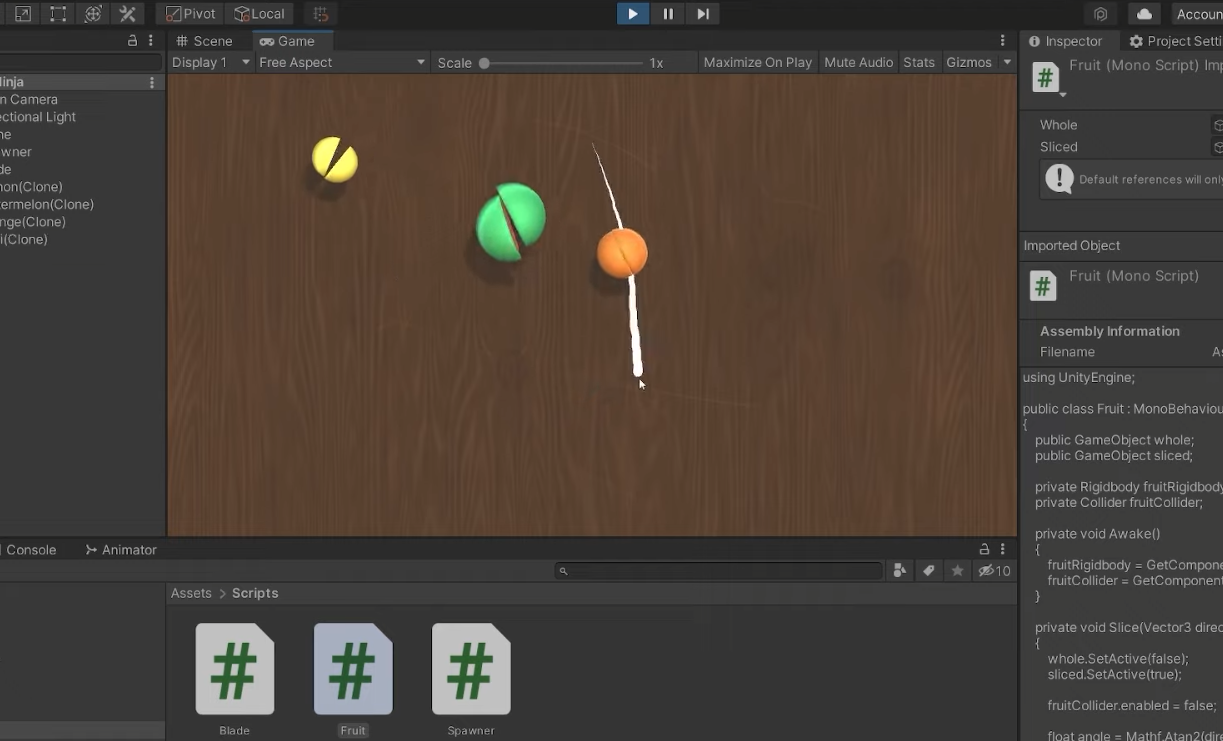 Pivot Local Accoun
Scene Game Inspector Project Setti
Display 1 Free Aspect Scale 1x Maximize On Play Mute Audio Stats Gizmos
Fruit (Mono Script) Imp
linja
n Camera
ectional Light
ne
wner
de
non(Clone)
termelon(Clone)
nge(Clone)
i(Clone)
Whole
Sliced
Default references will only
Imported Object
# Fruit (Mono Script)
Assembly Information
Filename As
using UnityEngine;
public class Fruit : MonoBehaviou
{
public GameObject whole;
public GameObject sliced;
private Rigidbody fruitRigidbody
private Collider fruitCollider;
private void Awake()
{
fruitRigidbody = GetCompone
fruitCollider = GetComponent
}
private void Slice(Vector3 direc
{
whole.SetActive(false);
sliced.SetActive(true);
fruitCollider.enabled = false;
float angle = Mathf.Atan2(dire
Console Animator
10
Assets > Scripts
# # #
Blade Fruit Spawner